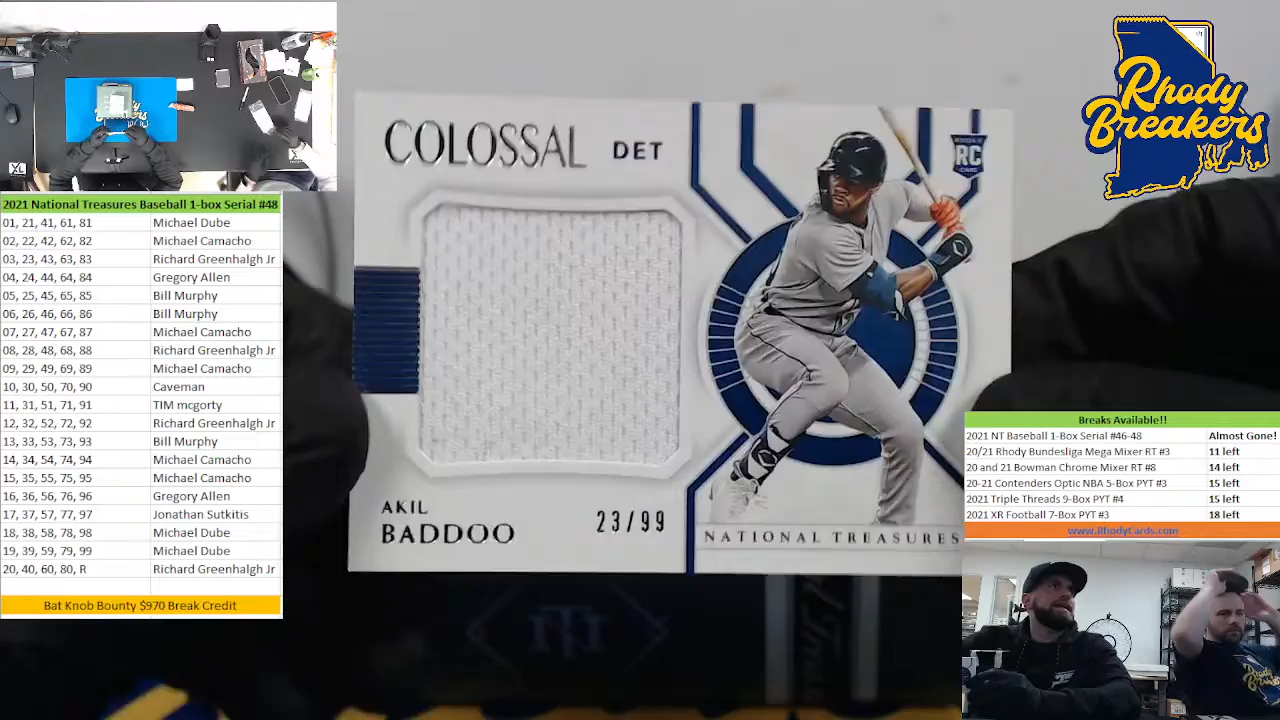 2021 National Treasures Baseball 1-box Serial #48
01, 21, 41, 61, 81 Michael Dube
02, 22, 42, 62, 82 Michael Camacho
03, 23, 43, 63, 83 Richard Greenhalgh Jr
04, 24, 44, 64, 84 Gregory Allen
05, 25, 45, 65, 85 Bill Murphy
06, 26, 46, 66, 86 Bill Murphy
07, 27, 47, 67, 87 Michael Camacho
08, 28, 48, 68, 88 Richard Greenhalgh Jr
09, 29, 49, 69, 89 Michael Camacho
10, 30, 50, 70, 90 Caveman
11, 31, 51, 71, 91 TIM mcgorty
12, 32, 52, 72, 92 Richard Greenhalgh Jr
13, 33, 53, 73, 93 Bill Murphy
14, 34, 54, 74, 94 Michael Camacho
15, 35, 55, 75, 95 Michael Camacho
16, 36, 56, 76, 96 Gregory Allen
17, 37, 57, 77, 97 Jonathan Sutkitis
18, 38, 58, 78, 98 Michael Dube
19, 39, 59, 79, 99 Michael Dube
20, 40, 60, 80, R Richard Greenhalgh Jr
Bat Knob Bounty $970 Break Credit
COLOSSAL DET
RC
CARD
AKIL
BADDOO
23/99
NATIONAL TREASURES
Rhody
Breakers
Breaks Available!!
2021 NT Baseball 1-Box Serial #46-48 Almost Gone!
20/21 Rhody Bundesliga Mega Mixer RT #3 11 left
20 and 21 Bowman Chrome Mixer RT #8 14 left
20-21 Contenders Optic NBA 5-Box PYT #3 15 left
2021 Triple Threads 9-Box PYT #4 15 left
2021 XR Football 7-Box PYT #3 18 left
www.RhodyCards.com